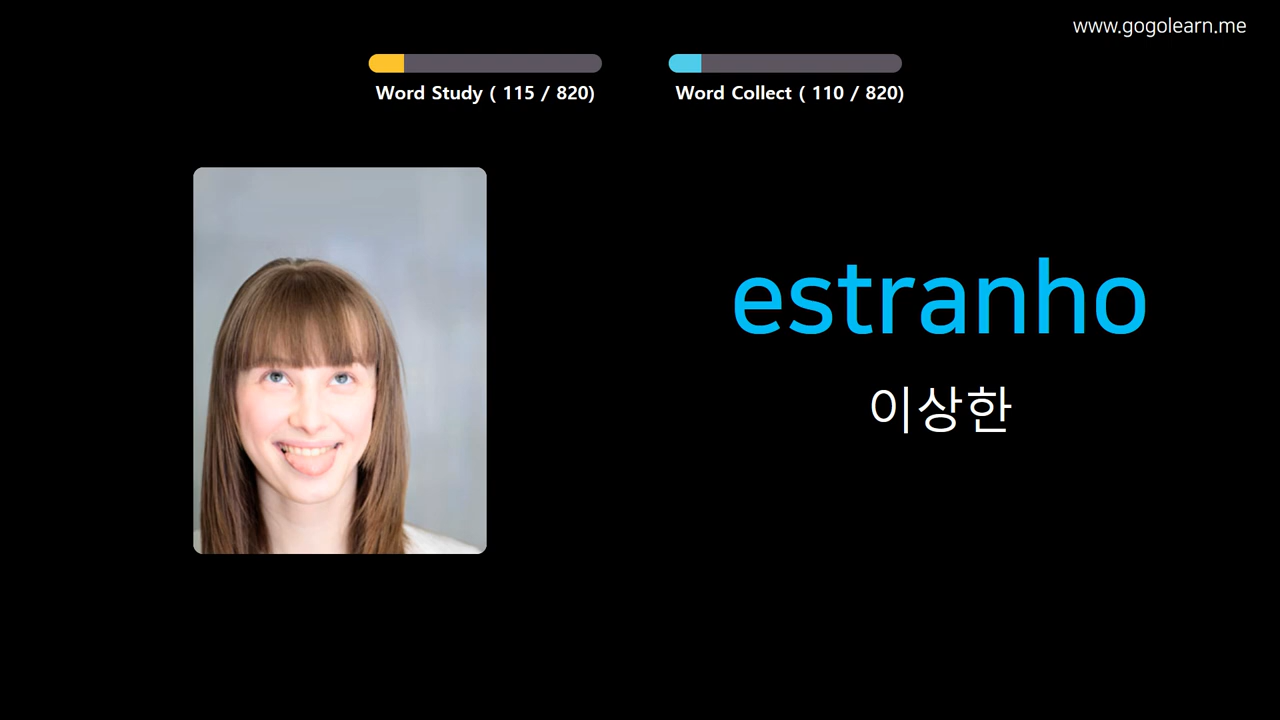 www.gogolearn.me
Word Study ( 115 / 820)
Word Collect ( 110 / 820)
estranho
이상한